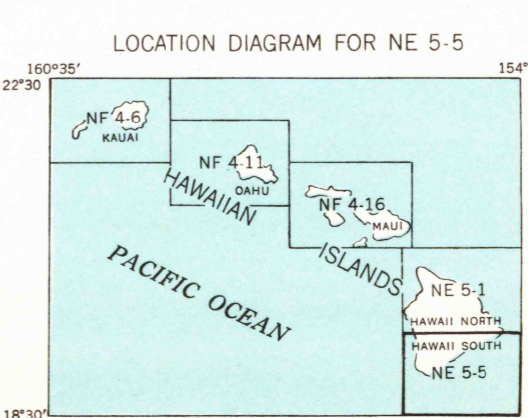 LOCATION DIAGRAM FOR NE 5-5
160°35′
154°
22°30
NF 4-6
KAUAI
NF 4-11
OAHU
HAWAIIAN
NF 4-16
MAUI
ISLANDS
PACIFIC OCEAN
NE 5-1
HAWAII NORTH
HAWAII SOUTH
NE 5-5
18°30′